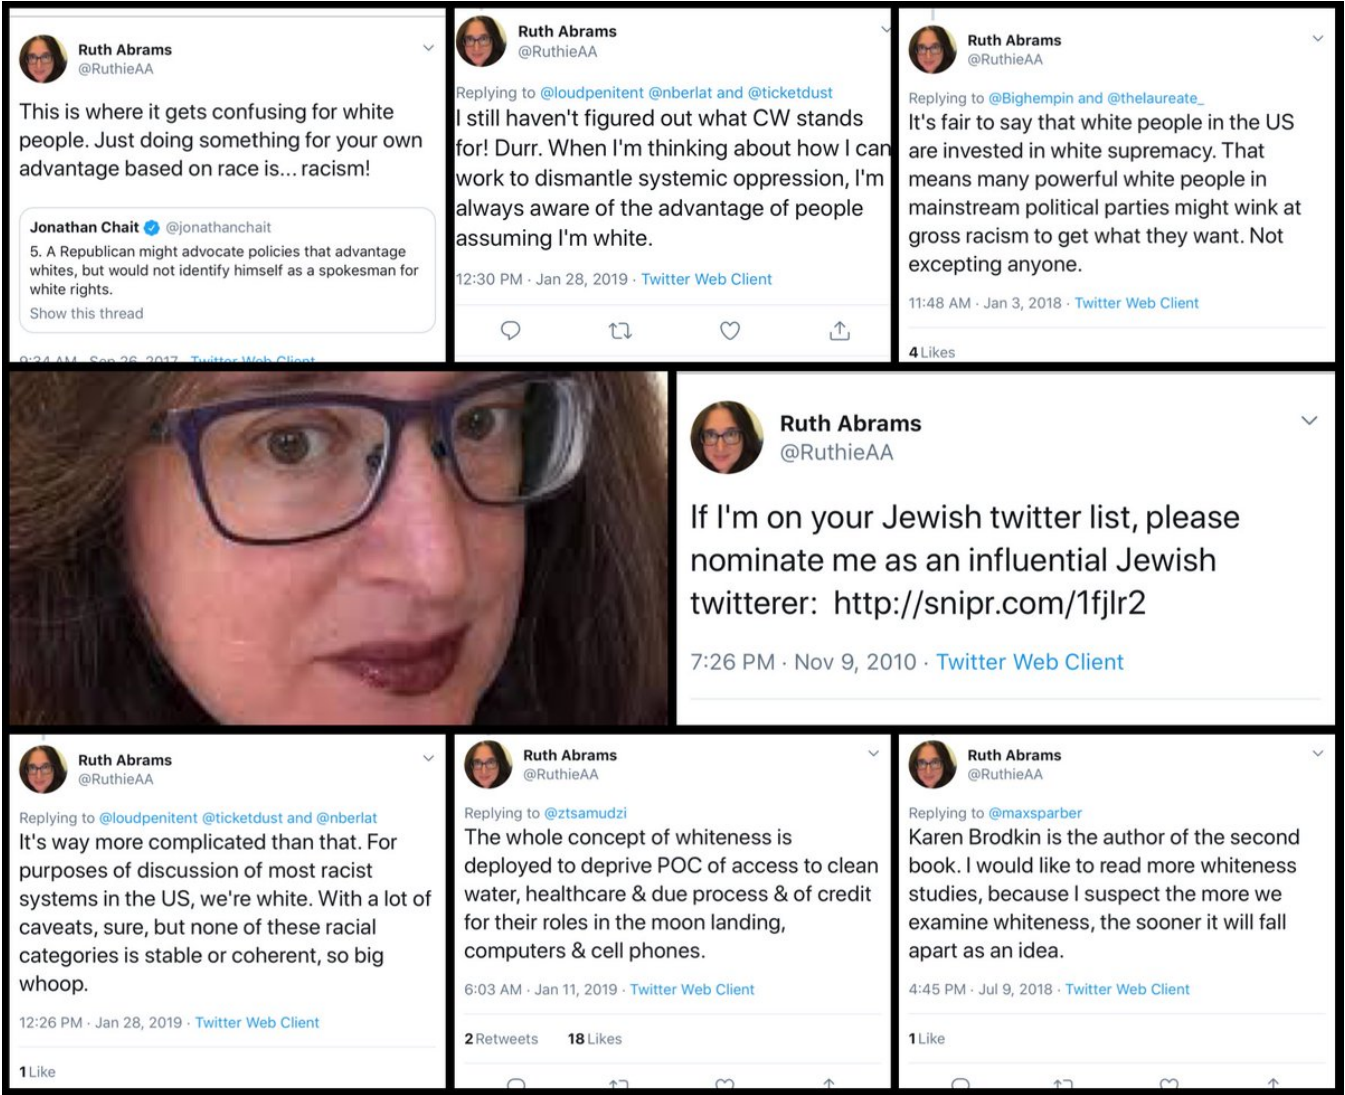 Ruth Abrams
@RuthieAA
This is where it gets confusing for white
people. Just doing something for your own
advantage based on race is... racism!
Jonathan Chait @jonathanchait
5. A Republican might advocate policies that advantage
whites, but would not identify himself as a spokesman for
white rights.
Show this thread
9:34 AM · Sep 26, 2017 · Twitter Web Client
Ruth Abrams
@RuthieAA
Replying to @loudpenitent @nberlat and @ticketdust
I still haven't figured out what CW stands
for! Durr. When I'm thinking about how I can
work to dismantle systemic oppression, I'm
always aware of the advantage of people
assuming I'm white.
12:30 PM · Jan 28, 2019 · Twitter Web Client
Ruth Abrams
@RuthieAA
Replying to @Bighempin and @thelaureate_
It's fair to say that white people in the US
are invested in white supremacy. That
means many powerful white people in
mainstream political parties might wink at
gross racism to get what they want. Not
excepting anyone.
11:48 AM · Jan 3, 2018 · Twitter Web Client
4 Likes
Ruth Abrams
@RuthieAA
If I'm on your Jewish twitter list, please
nominate me as an influential Jewish
twitterer: http://snipr.com/1fjlr2
7:26 PM · Nov 9, 2010 · Twitter Web Client
Ruth Abrams
@RuthieAA
Replying to @loudpenitent @ticketdust and @nberlat
It's way more complicated than that. For
purposes of discussion of most racist
systems in the US, we're white. With a lot of
caveats, sure, but none of these racial
categories is stable or coherent, so big
whoop.
12:26 PM · Jan 28, 2019 · Twitter Web Client
1 Like
Ruth Abrams
@RuthieAA
Replying to @ztsamudzi
The whole concept of whiteness is
deployed to deprive POC of access to clean
water, healthcare & due process & of credit
for their roles in the moon landing,
computers & cell phones.
6:03 AM · Jan 11, 2019 · Twitter Web Client
2 Retweets 18 Likes
Ruth Abrams
@RuthieAA
Replying to @maxsparber
Karen Brodkin is the author of the second
book. I would like to read more whiteness
studies, because I suspect the more we
examine whiteness, the sooner it will fall
apart as an idea.
4:45 PM · Jul 9, 2018 · Twitter Web Client
1 Like